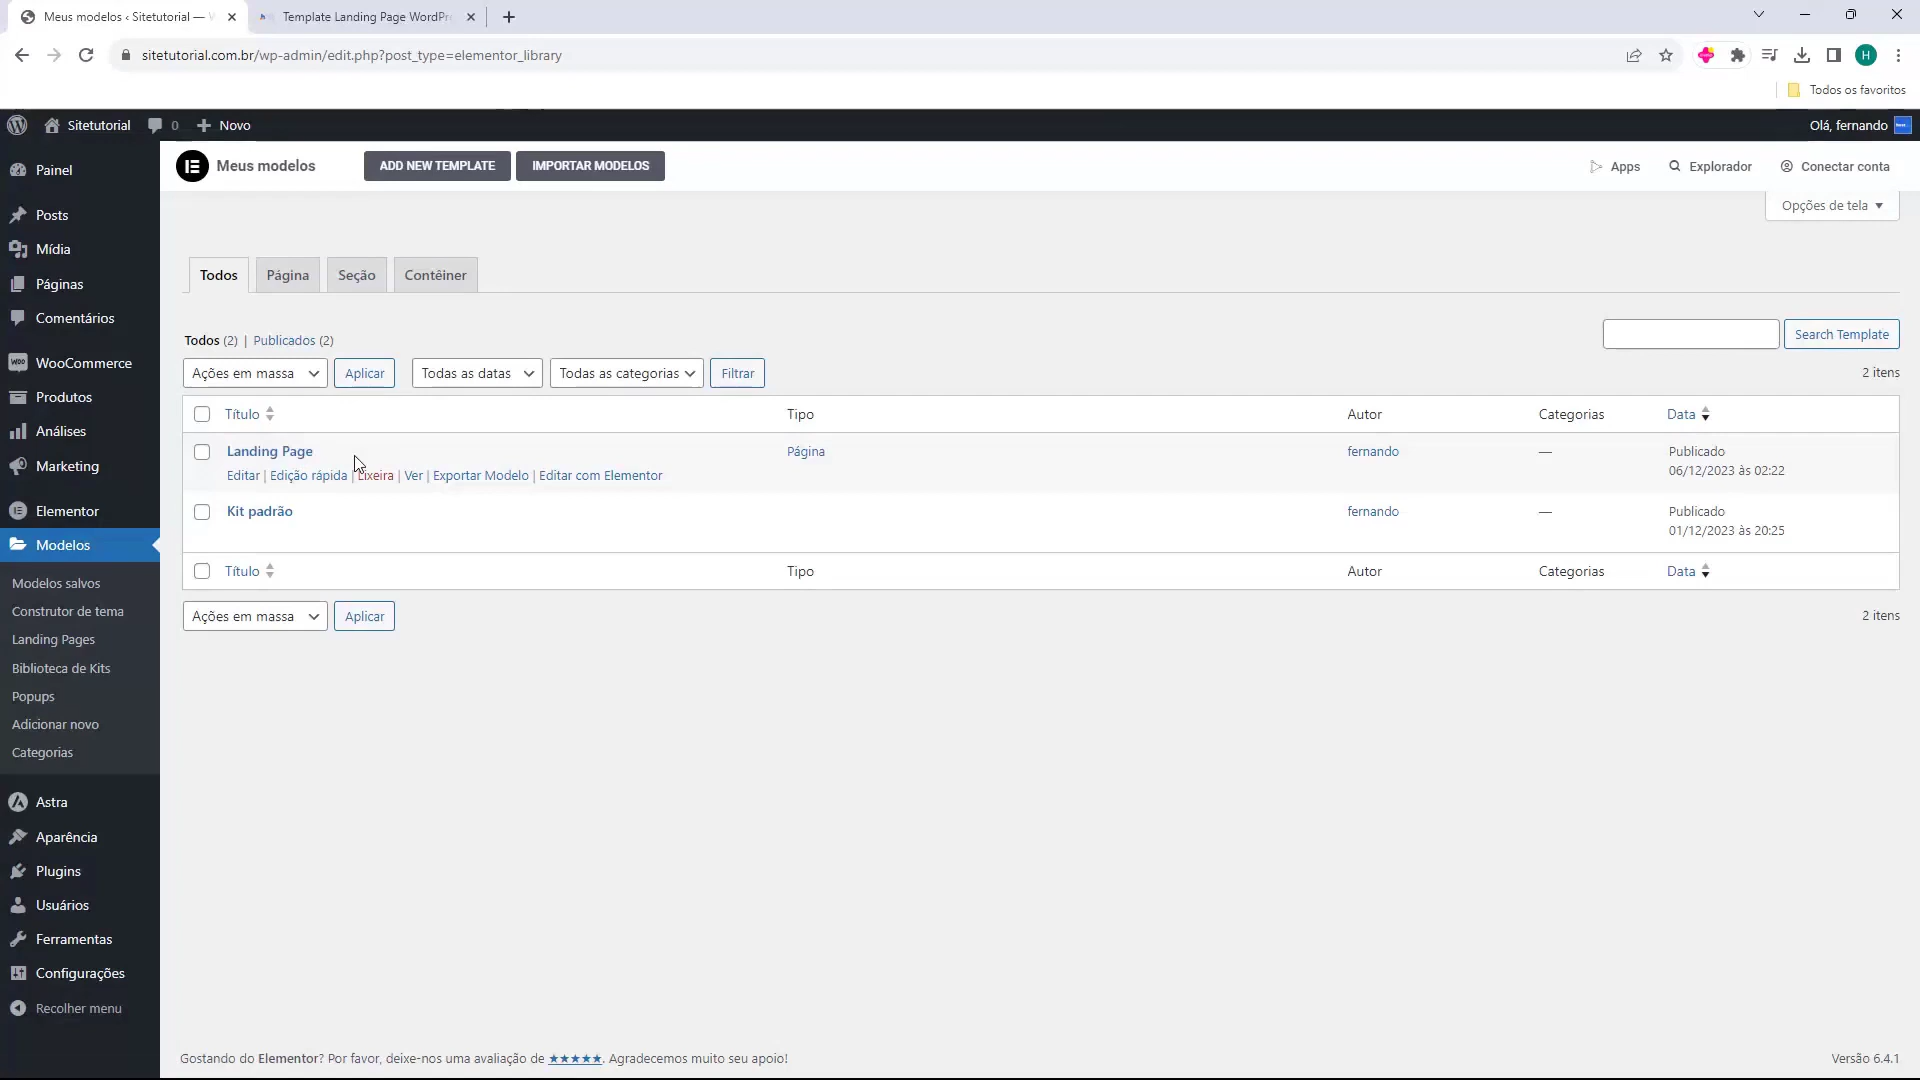 Meus modelos ‹ Sitetutorial — W
Template Landing Page WordPre
sitetutorial.com.br/wp-admin/edit.php?post_type=elementor_library
H
Todos os favoritos
Sitetutorial 0 Novo
Olá, fernando
Meus modelos ADD NEW TEMPLATE IMPORTAR MODELOS
Apps Explorador Conectar conta
Opções de tela
Painel
Posts
Mídia
Páginas
Comentários
WooCommerce
Produtos
Análises
Marketing
Elementor
Modelos
Modelos salvos
Construtor de tema
Landing Pages
Biblioteca de Kits
Popups
Adicionar novo
Categorias
Astra
Aparência
Plugins
Usuários
Ferramentas
Configurações
Recolher menu
Todos Página Seção Contêiner
Todos (2) | Publicados (2)
Search Template
Ações em massa Aplicar Todas as datas Todas as categorias Filtrar
2 itens
Título Tipo Autor Categorias Data
Landing Page Página fernando — Publicado
06/12/2023 às 02:22
Editar | Edição rápida | Lixeira | Ver | Exportar Modelo | Editar com Elementor
Kit padrão fernando — Publicado
01/12/2023 às 20:25
Título Tipo Autor Categorias Data
Ações em massa Aplicar
2 itens
Gostando do Elementor? Por favor, deixe-nos uma avaliação de ★★★★★. Agradecemos muito seu apoio!
Versão 6.4.1